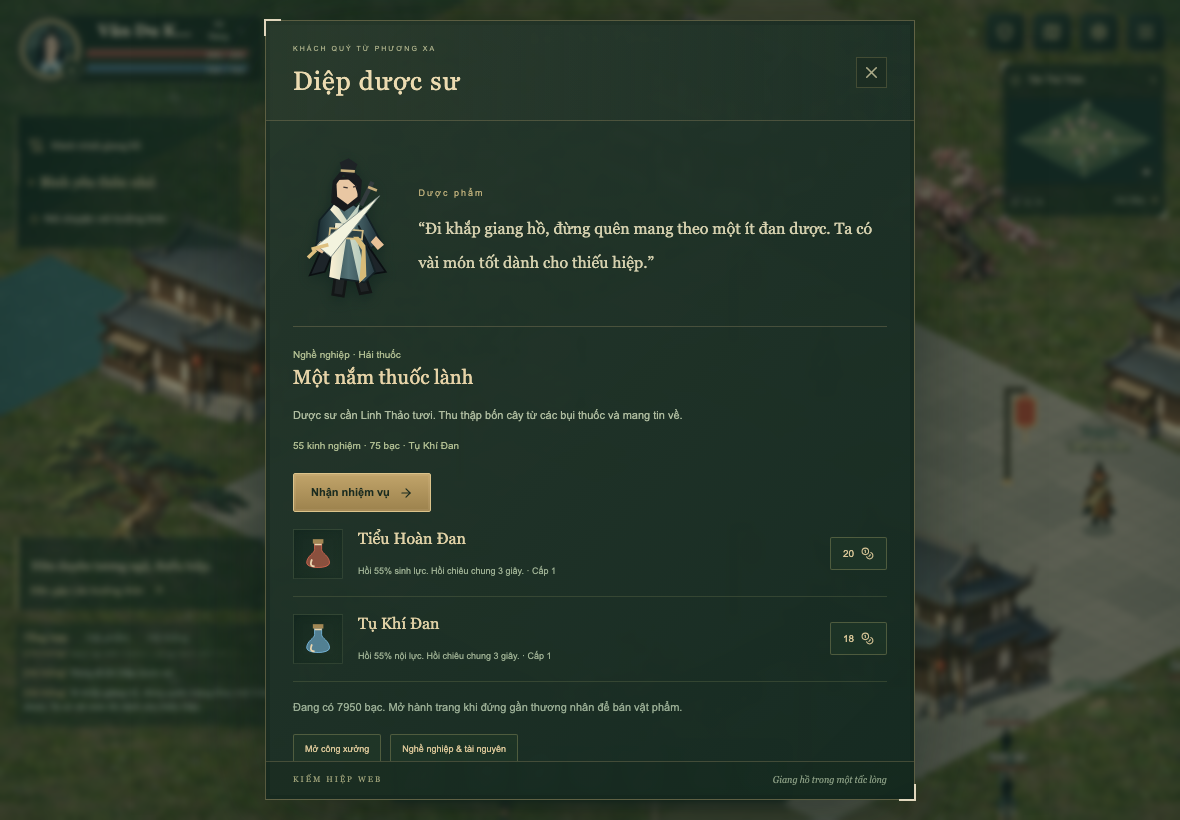 Vân Du K...
KHÁCH QUÝ TỪ PHƯƠNG XA
Diệp dược sư
Dược phẩm
“Đi khắp giang hồ, đừng quên mang theo một ít đan dược. Ta có
vài món tốt dành cho thiếu hiệp.”
Nghề nghiệp · Hái thuốc
Một nắm thuốc lành
Dược sư cần Linh Thảo tươi. Thu thập bốn cây từ các bụi thuốc và mang tin về.
55 kinh nghiệm · 75 bạc · Tụ Khí Đan
Nhận nhiệm vụ
Tiểu Hoàn Đan
20
Hồi 55% sinh lực. Hồi chiêu chung 3 giây. · Cấp 1
Tụ Khí Đan
18
Hồi 55% nội lực. Hồi chiêu chung 3 giây. · Cấp 1
Đang có 7950 bạc. Mở hành trang khi đứng gần thương nhân để bán vật phẩm.
Mở công xưởng
Nghề nghiệp & tài nguyên
KIẾM HIỆP WEB
Giang hồ trong một tấc lòng